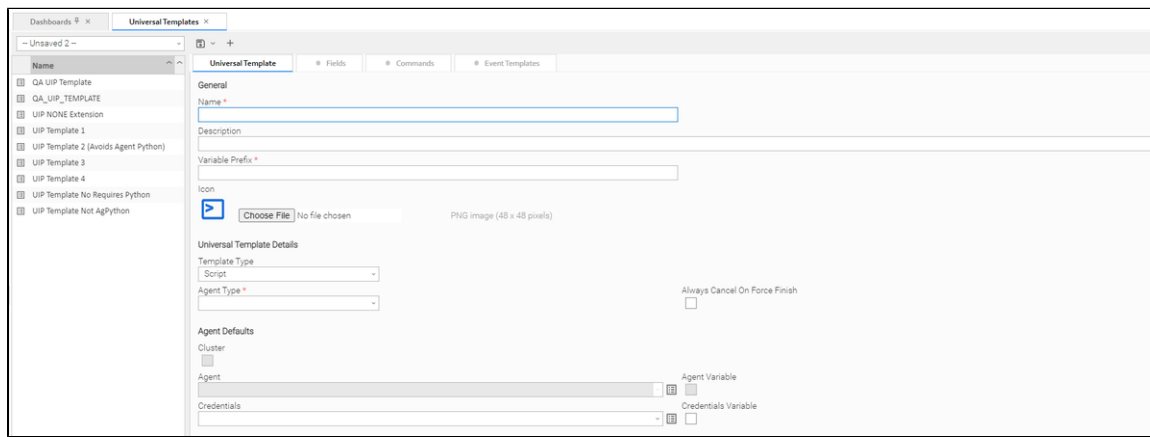 Dashboards
Universal Templates
-- Unsaved 2 --
Name
QA UIP Template
QA_UIP_TEMPLATE
UIP NONE Extension
UIP Template 1
UIP Template 2 (Avoids Agent Python)
UIP Template 3
UIP Template 4
UIP Template No Requires Python
UIP Template Not AgPython
Universal Template Fields Commands Event Templates
General
Name *
Description
Variable Prefix *
Icon
Choose File No file chosen PNG image (48 x 48 pixels)
Universal Template Details
Template Type
Script
Agent Type * Always Cancel On Force Finish
Agent Defaults
Cluster
Agent Agent Variable
Credentials Credentials Variable